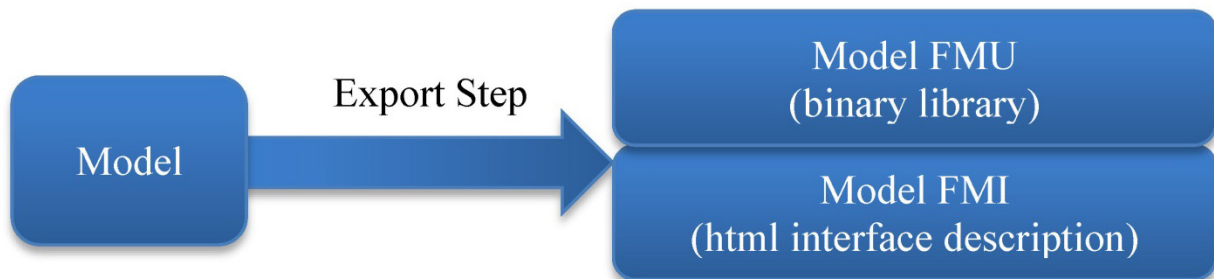 Model
Export Step
Model FMU
(binary library)
Model FMI
(html interface description)